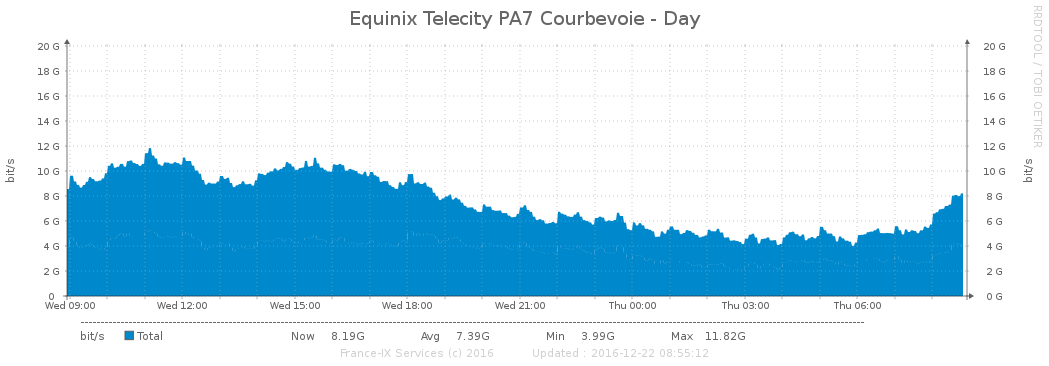 Equinix Telecity PA7 Courbevoie - Day
RRDTOOL / TOBI OETIKER
20 G 20 G
18 G 18 G
16 G 16 G
14 G 14 G
12 G 12 G
10 G 10 G
bit/s bit/s
8 G 8 G
6 G 6 G
4 G 4 G
2 G 2 G
0 0 G
Wed 09:00 Wed 12:00 Wed 15:00 Wed 18:00 Wed 21:00 Thu 00:00 Thu 03:00 Thu 06:00
bit/s Total Now 8.19G Avg 7.39G Min 3.99G Max 11.82G
France-IX Services (c) 2016 Updated : 2016-12-22 08:55:12